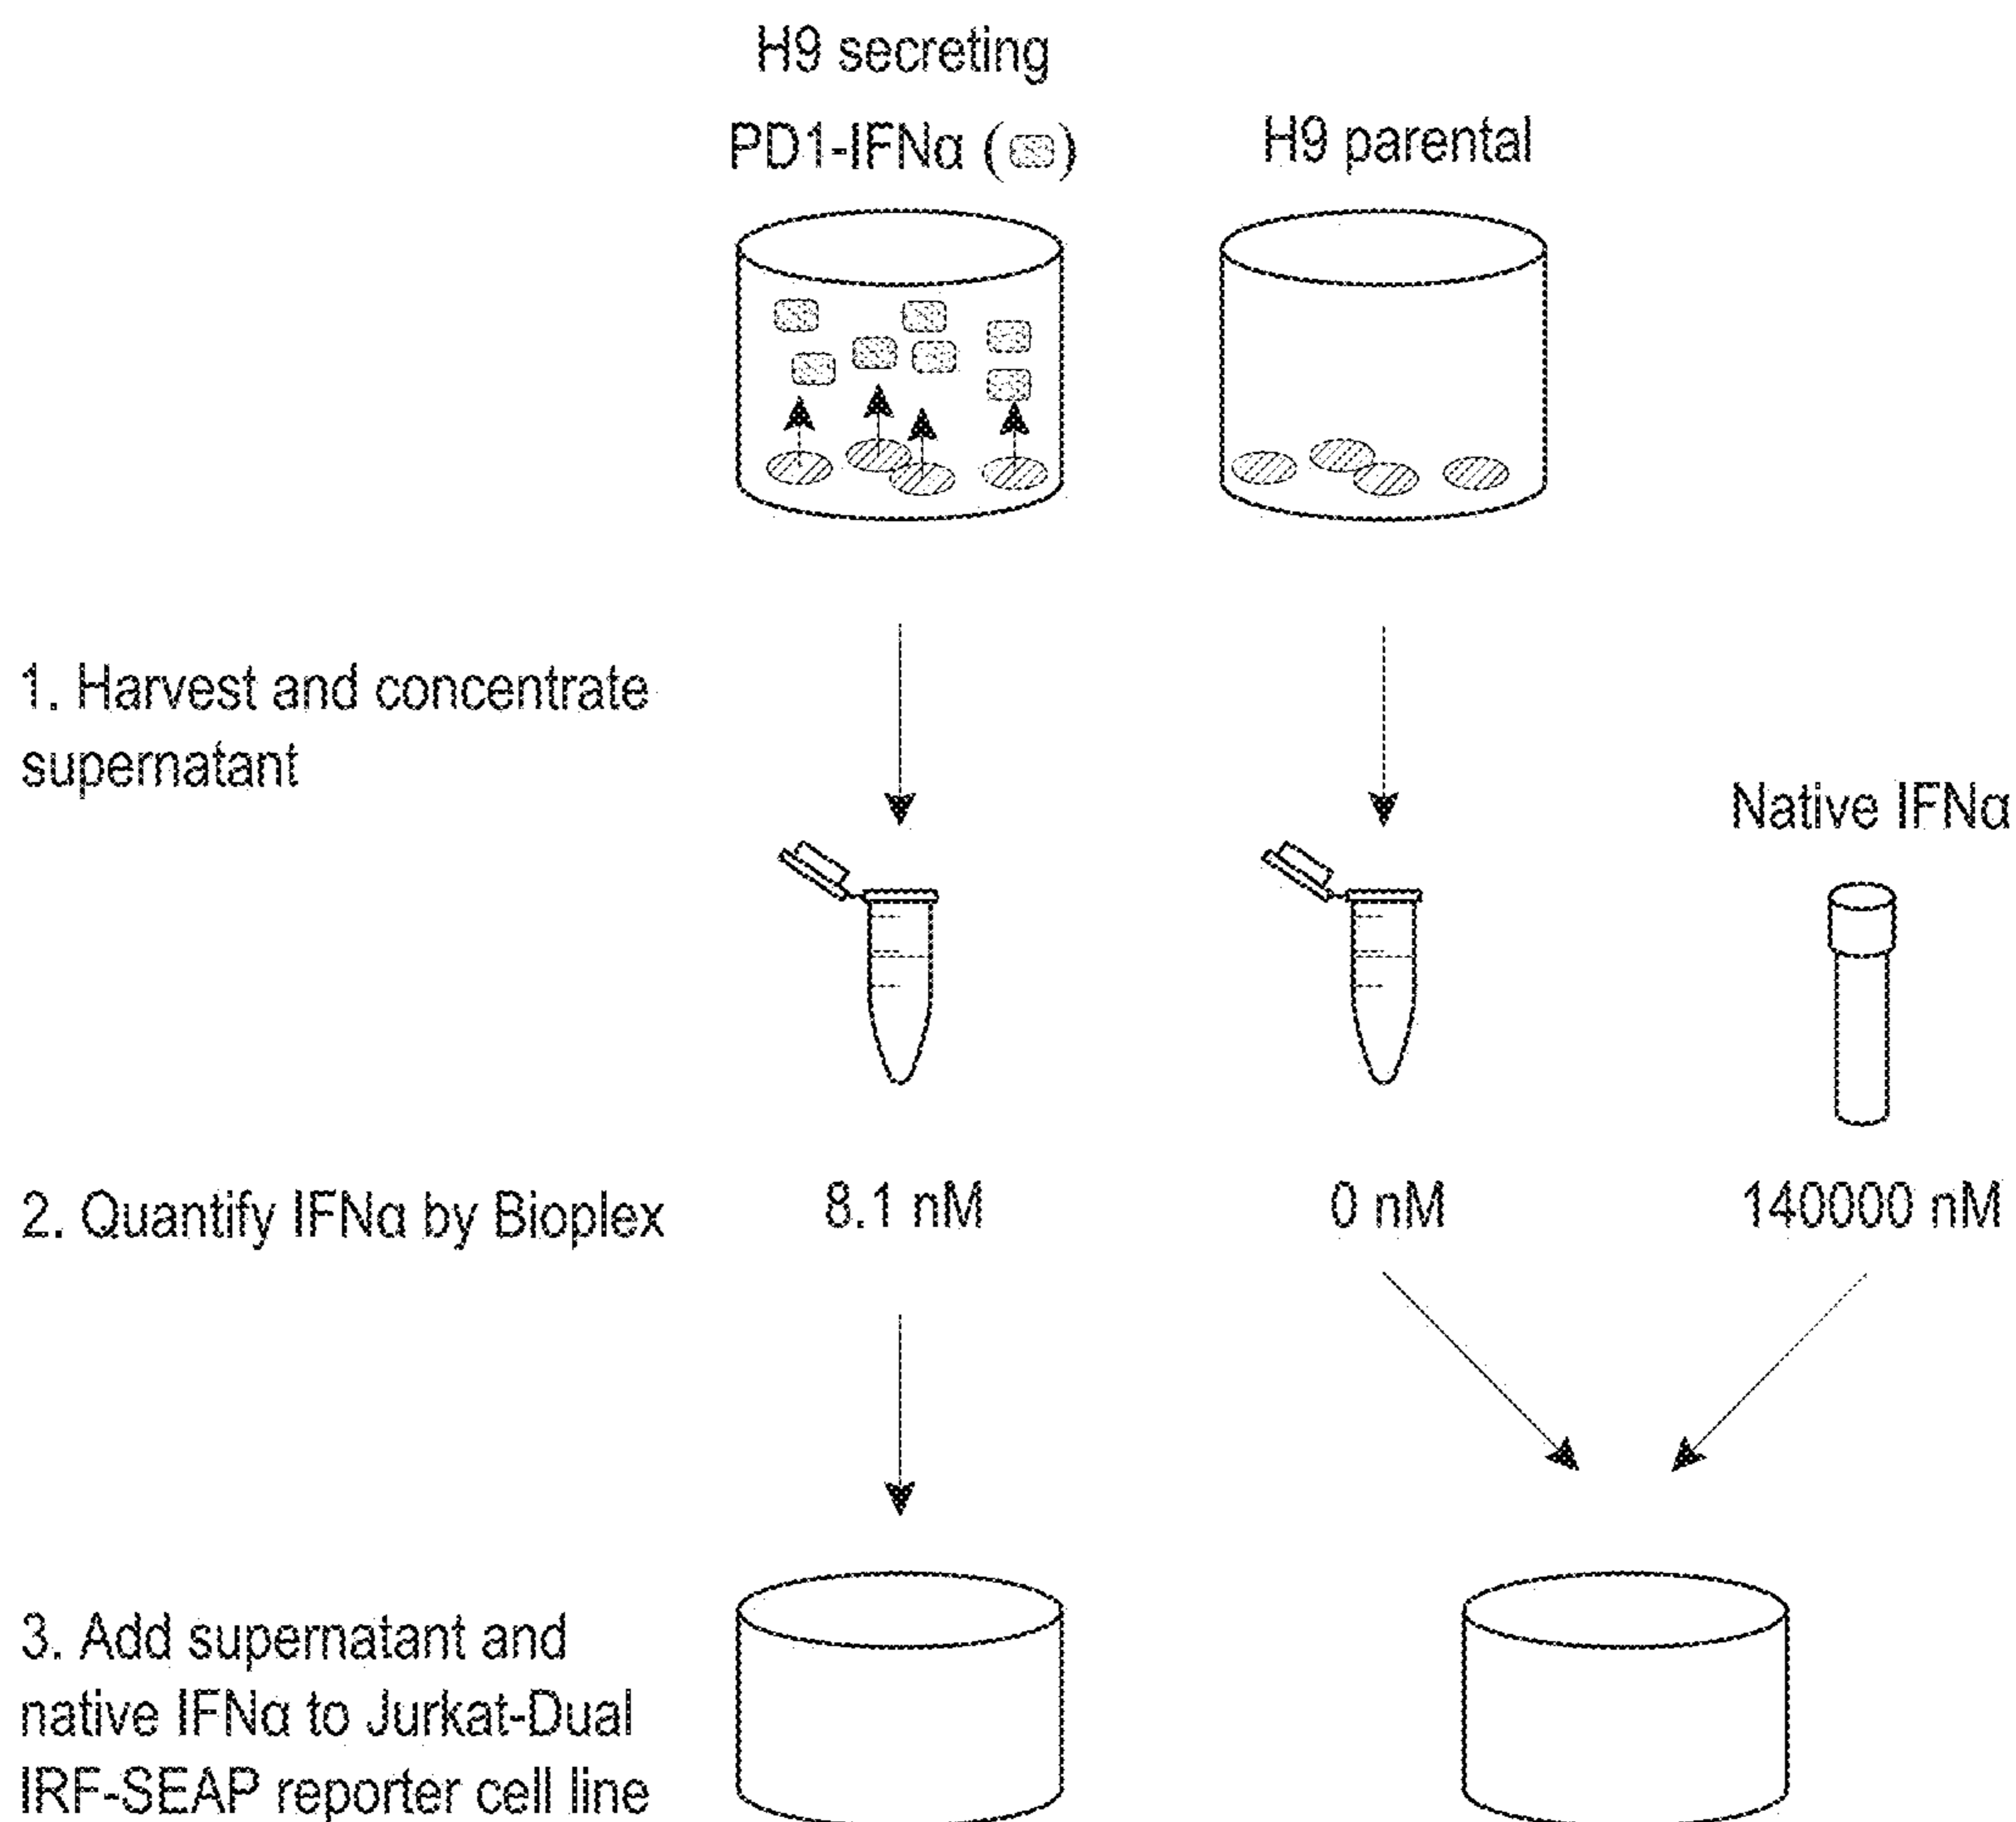 H9 secreting
PD1-IFNα ( )
H9 parental
1. Harvest and concentrate
supernatant
Native IFNα
2. Quantify IFNα by Bioplex
8.1 nM
0 nM
140000 nM
3. Add supernatant and
native IFNα to Jurkat-Dual
IRF-SEAP reporter cell line